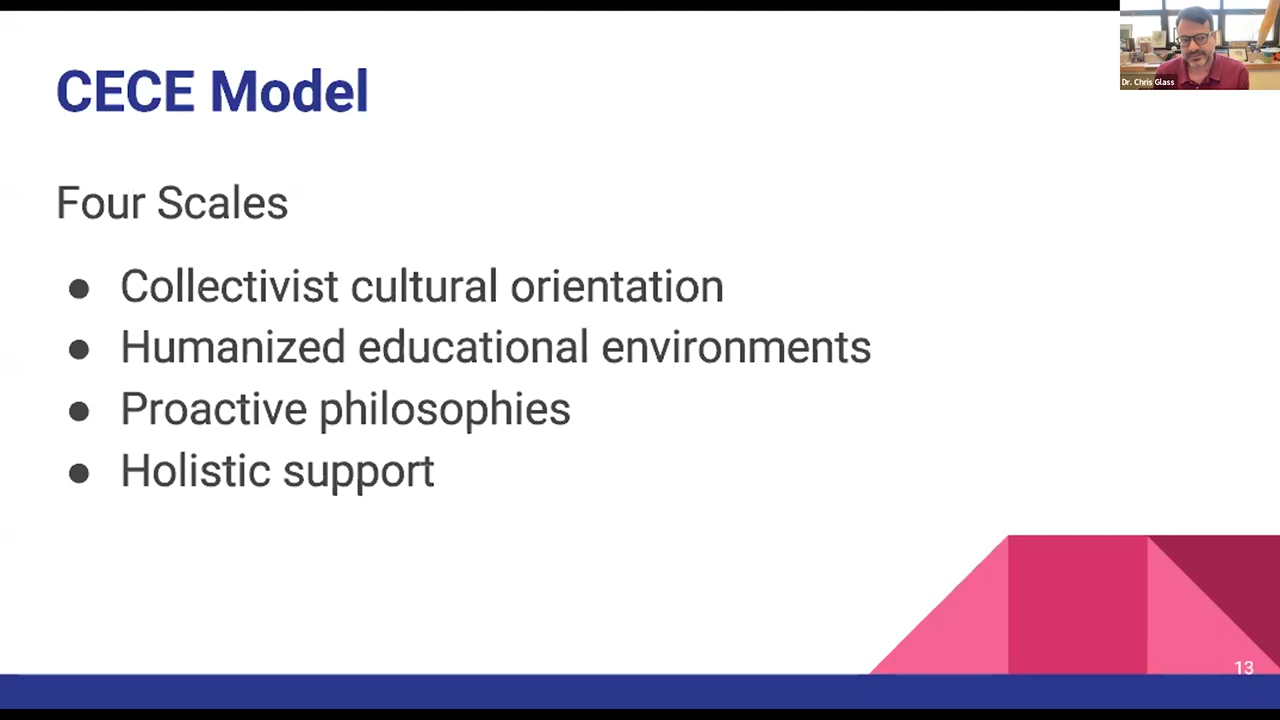 Dr. Chris Glass
CECE Model
Four Scales
● Collectivist cultural orientation
● Humanized educational environments
● Proactive philosophies
● Holistic support
13